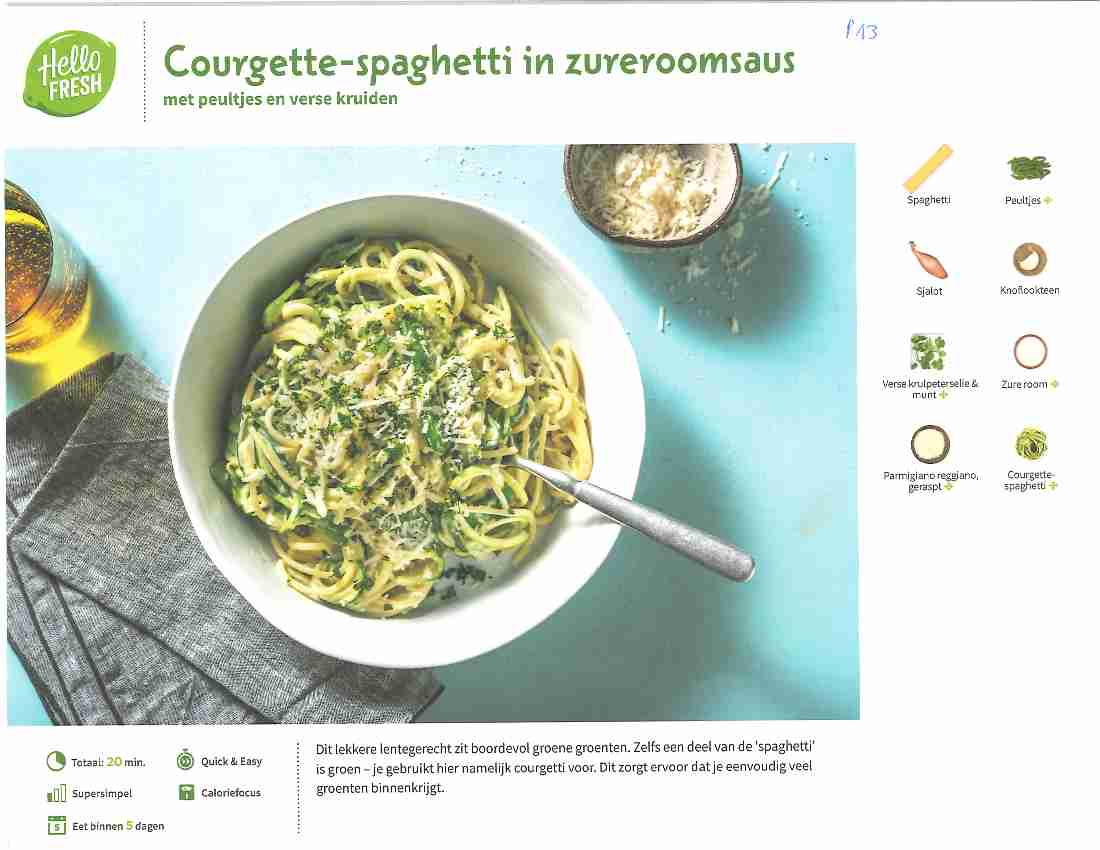 P13
Hello
FRESH
Courgette-spaghetti in zureroomsaus
met peultjes en verse kruiden
Spaghetti
Peultjes
Sjalot
Knoflookteen
Verse krulpeterselie &
munt
Zure room
Parmigiano reggiano,
geraspt
Courgette-
spaghetti
Totaal: 20 min.
Quick & Easy
Supersimpel
Caloriefocus
5
Eet binnen 5 dagen
Dit lekkere lentegerecht zit boordevol groene groenten. Zelfs een deel van de 'spaghetti'
is groen – je gebruikt hier namelijk courgetti voor. Dit zorgt ervoor dat je eenvoudig veel
groenten binnenkrijgt.